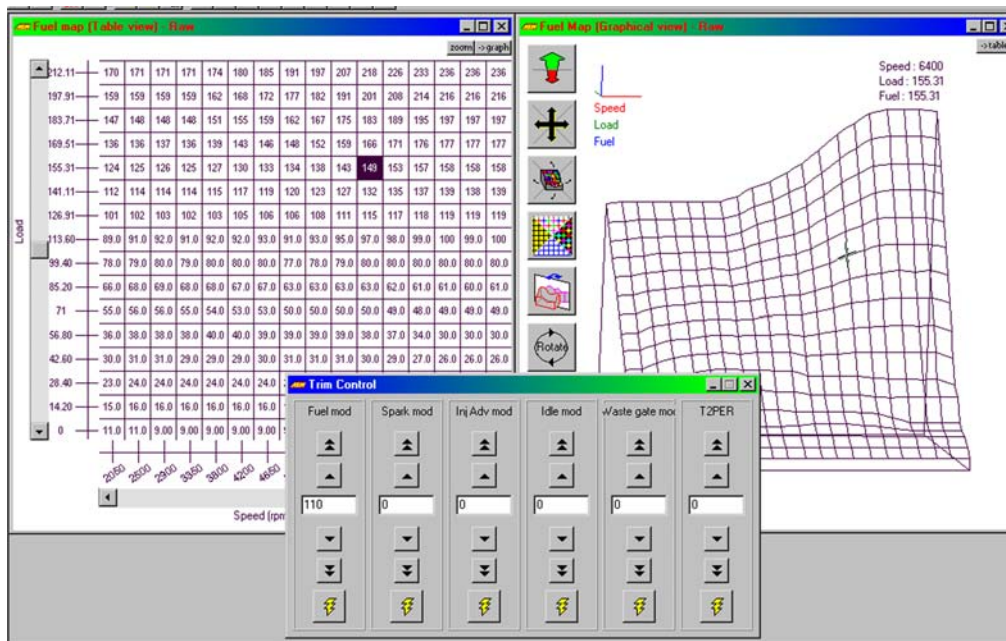 Fuel map (Table view) - Raw
zoom ->graph
212.11 170 171 171 171 174 180 185 191 197 207 218 226 233 236 236 236
197.91 159 159 159 159 162 168 172 177 182 191 201 208 214 216 216 216
183.71 147 148 148 148 151 155 159 162 167 175 183 189 195 197 197 197
169.51 136 136 137 136 139 143 146 148 152 159 166 171 176 176 177 177
155.31 124 125 126 125 127 130 133 134 138 143 149 153 157 158 158 158
141.11 112 114 114 114 115 117 119 120 123 127 132 135 137 139 138 139
126.91 101 102 103 102 103 105 106 106 108 111 115 117 118 119 119 119
113.60 89.0 91.0 92.0 91.0 92.0 92.0 93.0 91.0 93.0 95.0 97.0 98.0 99.0 100 99.0 100
99.40 78.0 79.0 80.0 79.0 80.0 80.0 80.0 77.0 78.0 79.0 80.0 80.0 80.0 80.0 80.0 80.0
85.20 66.0 68.0 69.0 68.0 68.0 67.0 67.0 63.0 63.0 63.0 63.0 62.0 61.0 61.0 60.0 61.0
71 55.0 56.0 56.0 55.0 54.0 53.0 53.0 50.0 50.0 50.0 50.0 49.0 48.0 49.0 49.0 49.0
56.80 36.0 38.0 38.0 38.0 40.0 40.0 39.0 39.0 39.0 39.0 38.0 37.0 34.0 30.0 30.0 30.0
42.60 30.0 31.0 31.0 29.0 29.0 29.0 30.0 31.0 31.0 31.0 30.0 29.0 27.0 26.0 26.0 26.0
28.40 23.0 24.0 24.0 24.0 24.0 24.0 24.0
14.20 15.0 16.0 16.0 16.0 16.0 16.0 16.0
0 11.0 11.0 9.00 9.00 9.00 9.00 9.00
Load
2050 2500 2900 3350 3800 4200 4650
Speed (rpm
Fuel Map (Graphical view) - Raw
->table
Speed : 6400
Load : 155.31
Fuel : 155.31
Speed
Load
Fuel
Rotate
Trim Control
Fuel mod Spark mod Inj Adv mod Idle mod Waste gate mod T2PER
110 0 0 0 0 0